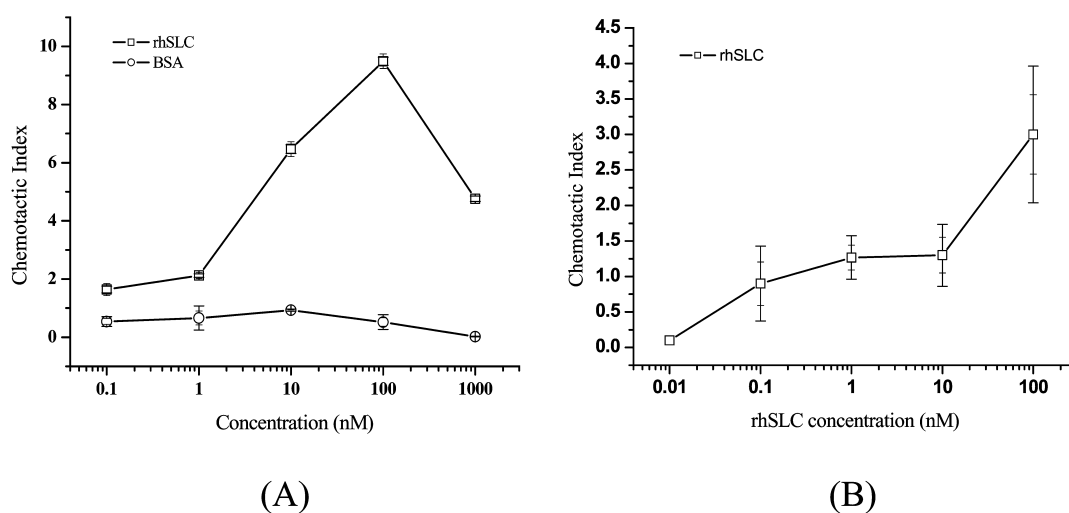 rhSLC
BSA
10
8
6
4
2
0
Chemotactic Index
0.1 1 10 100 1000
Concentration (nM)
(A)
rhSLC
4.5
4.0
3.5
3.0
2.5
2.0
1.5
1.0
0.5
0.0
Chemotactic Index
0.01 0.1 1 10 100
rhSLC concentration (nM)
(B)